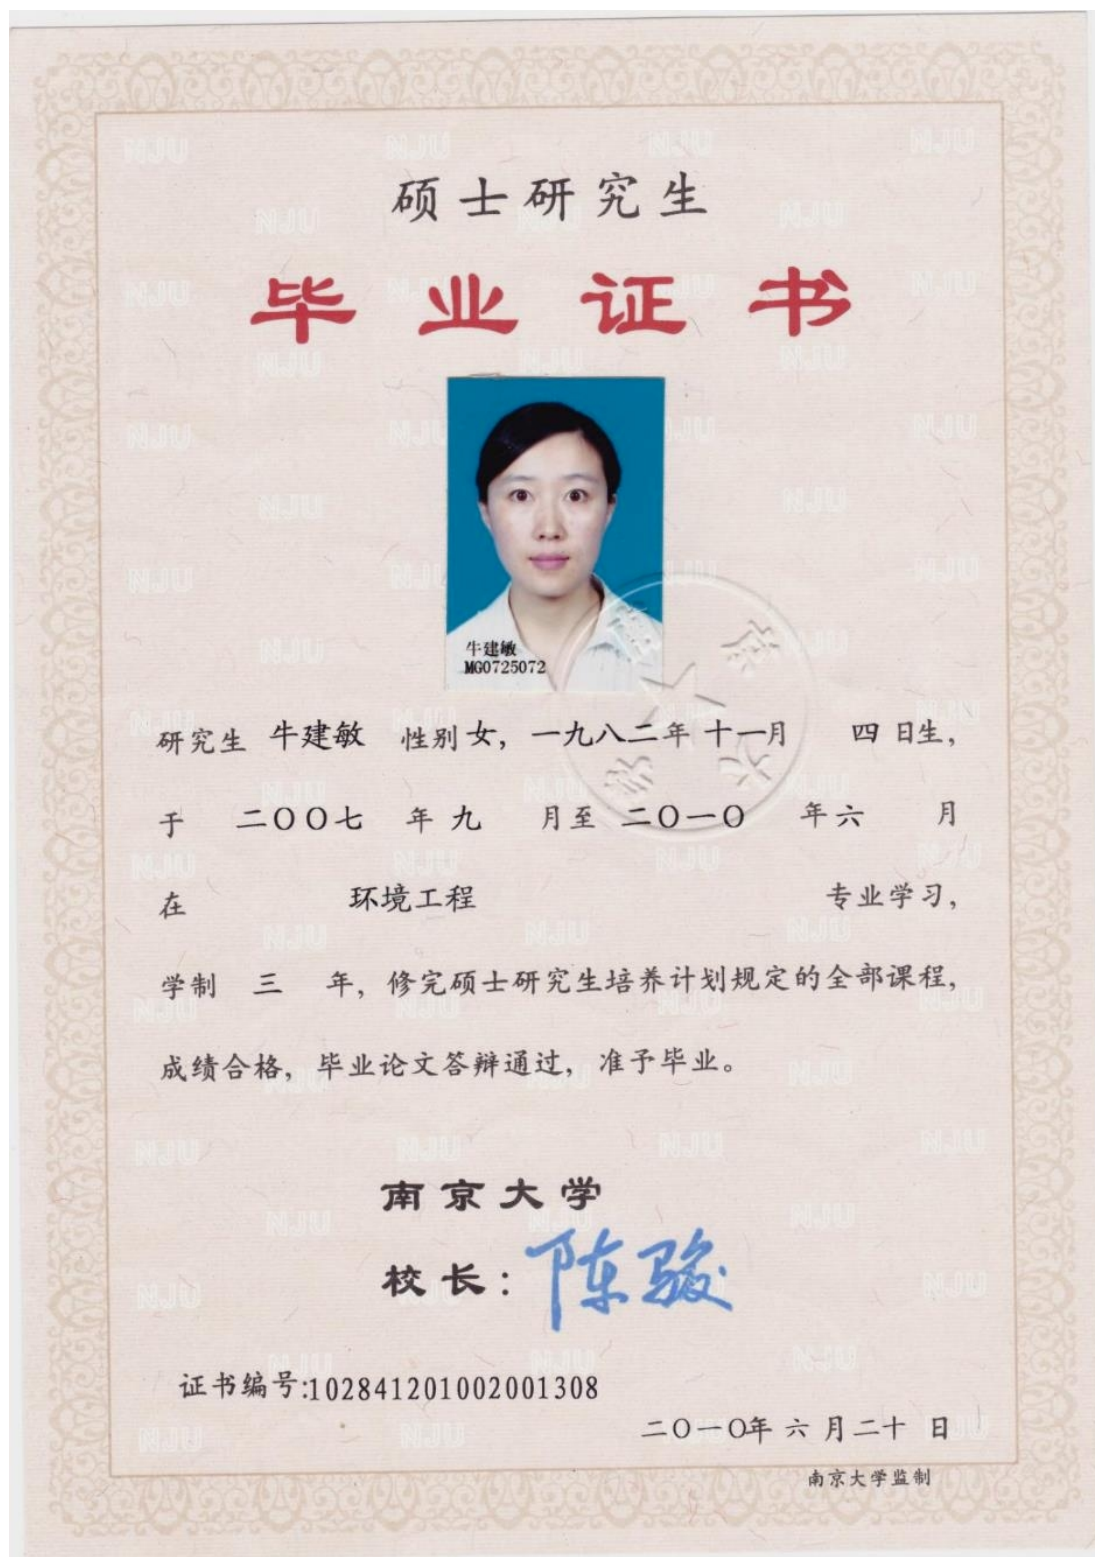 硕士研究生
毕业证书
牛建敏
MG0725072
研究生 牛建敏 性别女，一九八二年十一月 四日生，
于 二〇〇七 年九 月至 二〇一〇 年六 月
在 环境工程 专业学习，
学制 三 年，修完硕士研究生培养计划规定的全部课程，
成绩合格，毕业论文答辩通过，准予毕业。
南京大学
校长：陈骏
证书编号:102841201002001308
二〇一〇年六月二十日
南京大学监制